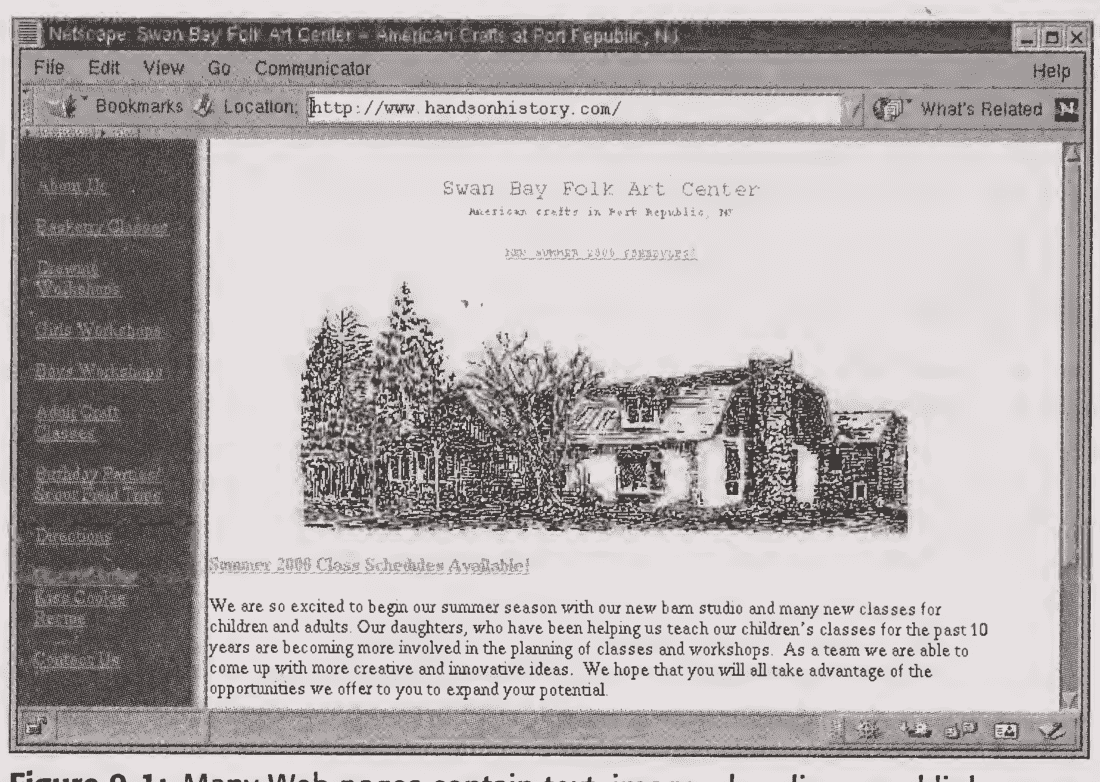 Netscape: Swan Bay Folk Art Center - American Crafts at Port Republic, NJ
File Edit View Go Communicator Help
Bookmarks Location: http://www.handsonhistory.com/ What's Related N
About Us
Basketry Classes
Drawing
Workshops
Girls Workshops
Workshops
Adult Craft
Classes
Birthday
Directions
Cookie
Recipe
Contact Us
Swan Bay Folk Art Center
American crafts in Port Republic, NJ
NEW SUMMER 2000 SCHEDULES!
Summer 2000 Class Schedules Available!
We are so excited to begin our summer season with our new barn studio and many new classes for
children and adults. Our daughters, who have been helping us teach our children's classes for the past 10
years are becoming more involved in the planning of classes and workshops. As a team we are able to
come up with more creative and innovative ideas. We hope that you will all take advantage of the
opportunities we offer to you to expand your potential.
Figure 9-1: Many Web pages contain text, images, headings, and links.